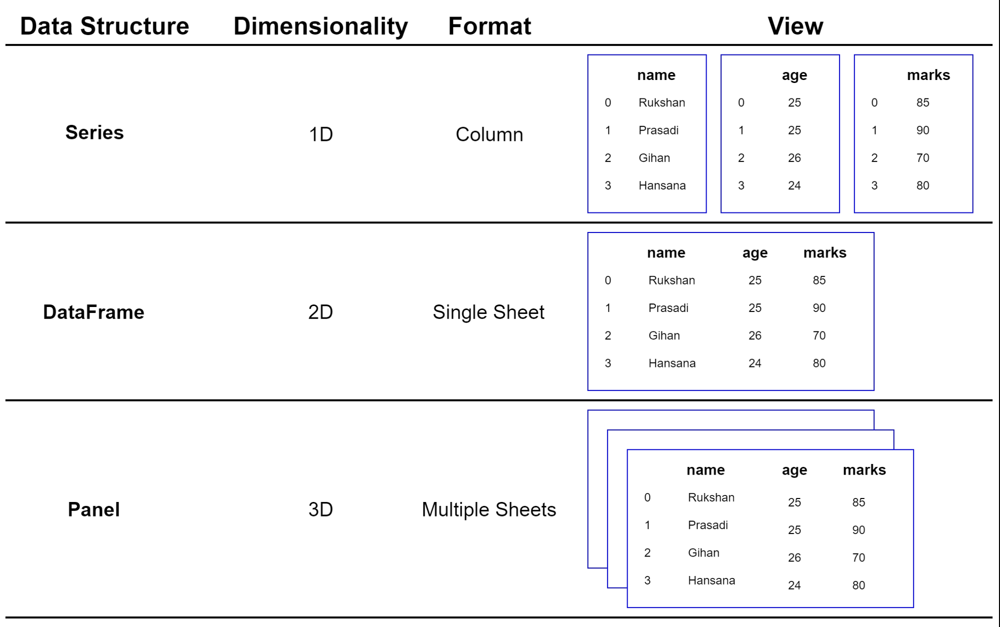 Data Structure Dimensionality Format View
name age marks
0 Rukshan 0 25 0 85
1 Prasadi 1 25 1 90
Series 1D Column
2 Gihan 2 26 2 70
3 Hansana 3 24 3 80
name age marks
0 Rukshan 25 85
1 Prasadi 25 90
DataFrame 2D Single Sheet
2 Gihan 26 70
3 Hansana 24 80
name age marks
0 Rukshan 25 85
Panel 3D Multiple Sheets
1 Prasadi 25 90
2 Gihan 26 70
3 Hansana 24 80